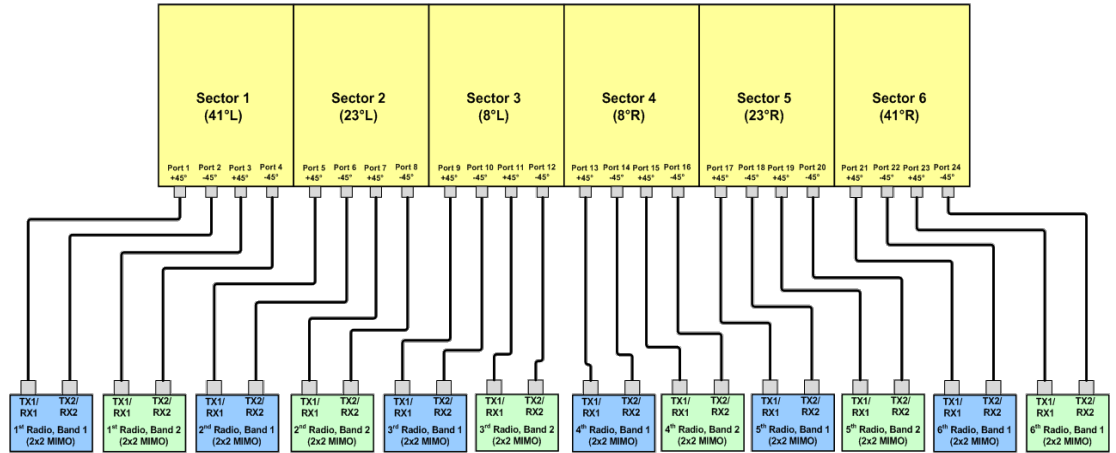 Sector 1
(41°L)
Sector 2
(23°L)
Sector 3
(8°L)
Sector 4
(8°R)
Sector 5
(23°R)
Sector 6
(41°R)
Port 1
+45°
Port 2
-45°
Port 3
+45°
Port 4
-45°
Port 5
+45°
Port 6
-45°
Port 7
+45°
Port 8
-45°
Port 9
+45°
Port 10
-45°
Port 11
+45°
Port 12
-45°
Port 13
+45°
Port 14
-45°
Port 15
+45°
Port 16
-45°
Port 17
+45°
Port 18
-45°
Port 19
+45°
Port 20
-45°
Port 21
+45°
Port 22
-45°
Port 23
+45°
Port 24
-45°
TX1/ TX2/
RX1 RX2
1st Radio, Band 1
(2x2 MIMO)
TX1/ TX2/
RX1 RX2
1st Radio, Band 2
(2x2 MIMO)
TX1/ TX2/
RX1 RX2
2nd Radio, Band 1
(2x2 MIMO)
TX1/ TX2/
RX1 RX2
2nd Radio, Band 2
(2x2 MIMO)
TX1/ TX2/
RX1 RX2
3rd Radio, Band 1
(2x2 MIMO)
TX1/ TX2/
RX1 RX2
3rd Radio, Band 2
(2x2 MIMO)
TX1/ TX2/
RX1 RX2
4th Radio, Band 1
(2x2 MIMO)
TX1/ TX2/
RX1 RX2
4th Radio, Band 2
(2x2 MIMO)
TX1/ TX2/
RX1 RX2
5th Radio, Band 1
(2x2 MIMO)
TX1/ TX2/
RX1 RX2
5th Radio, Band 2
(2x2 MIMO)
TX1/ TX2/
RX1 RX2
6th Radio, Band 1
(2x2 MIMO)
TX1/ TX2/
RX1 RX2
6th Radio, Band 1
(2x2 MIMO)